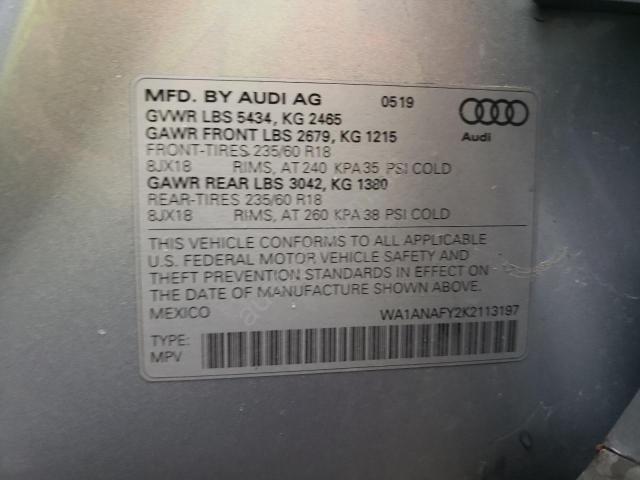 MFD. BY AUDI AG 0519
GVWR LBS 5434, KG 2465
GAWR FRONT LBS 2679, KG 1215
FRONT-TIRES 235/60 R18
8JX18 RIMS, AT 240 KPA 35 PSI COLD
GAWR REAR LBS 3042, KG 1380
REAR-TIRES 235/60 R18
8JX18 RIMS, AT 260 KPA 38 PSI COLD
Audi
THIS VEHICLE CONFORMS TO ALL APPLICABLE
U.S. FEDERAL MOTOR VEHICLE SAFETY AND
THEFT PREVENTION STANDARDS IN EFFECT ON
THE DATE OF MANUFACTURE SHOWN ABOVE.
MEXICO WA1ANAFY2K2113197
TYPE:
MPV